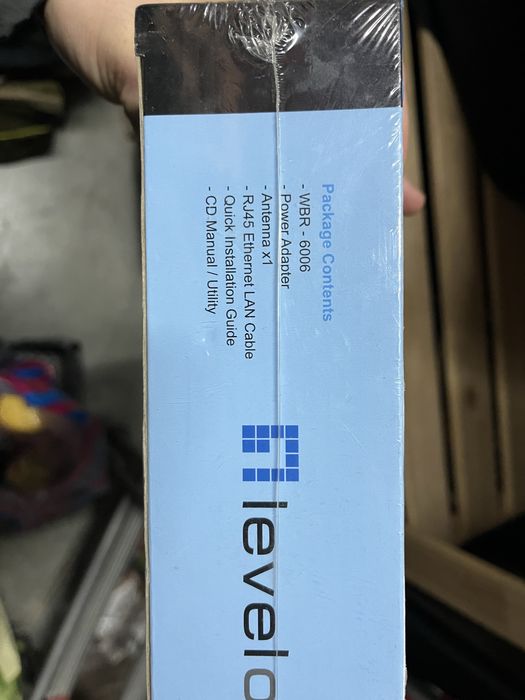 Package Contents
- WBR - 6006
- Power Adapter
- Antenna x1
- RJ45 Ethernet LAN Cable
- Quick Installation Guide
- CD Manual / Utility
levelo